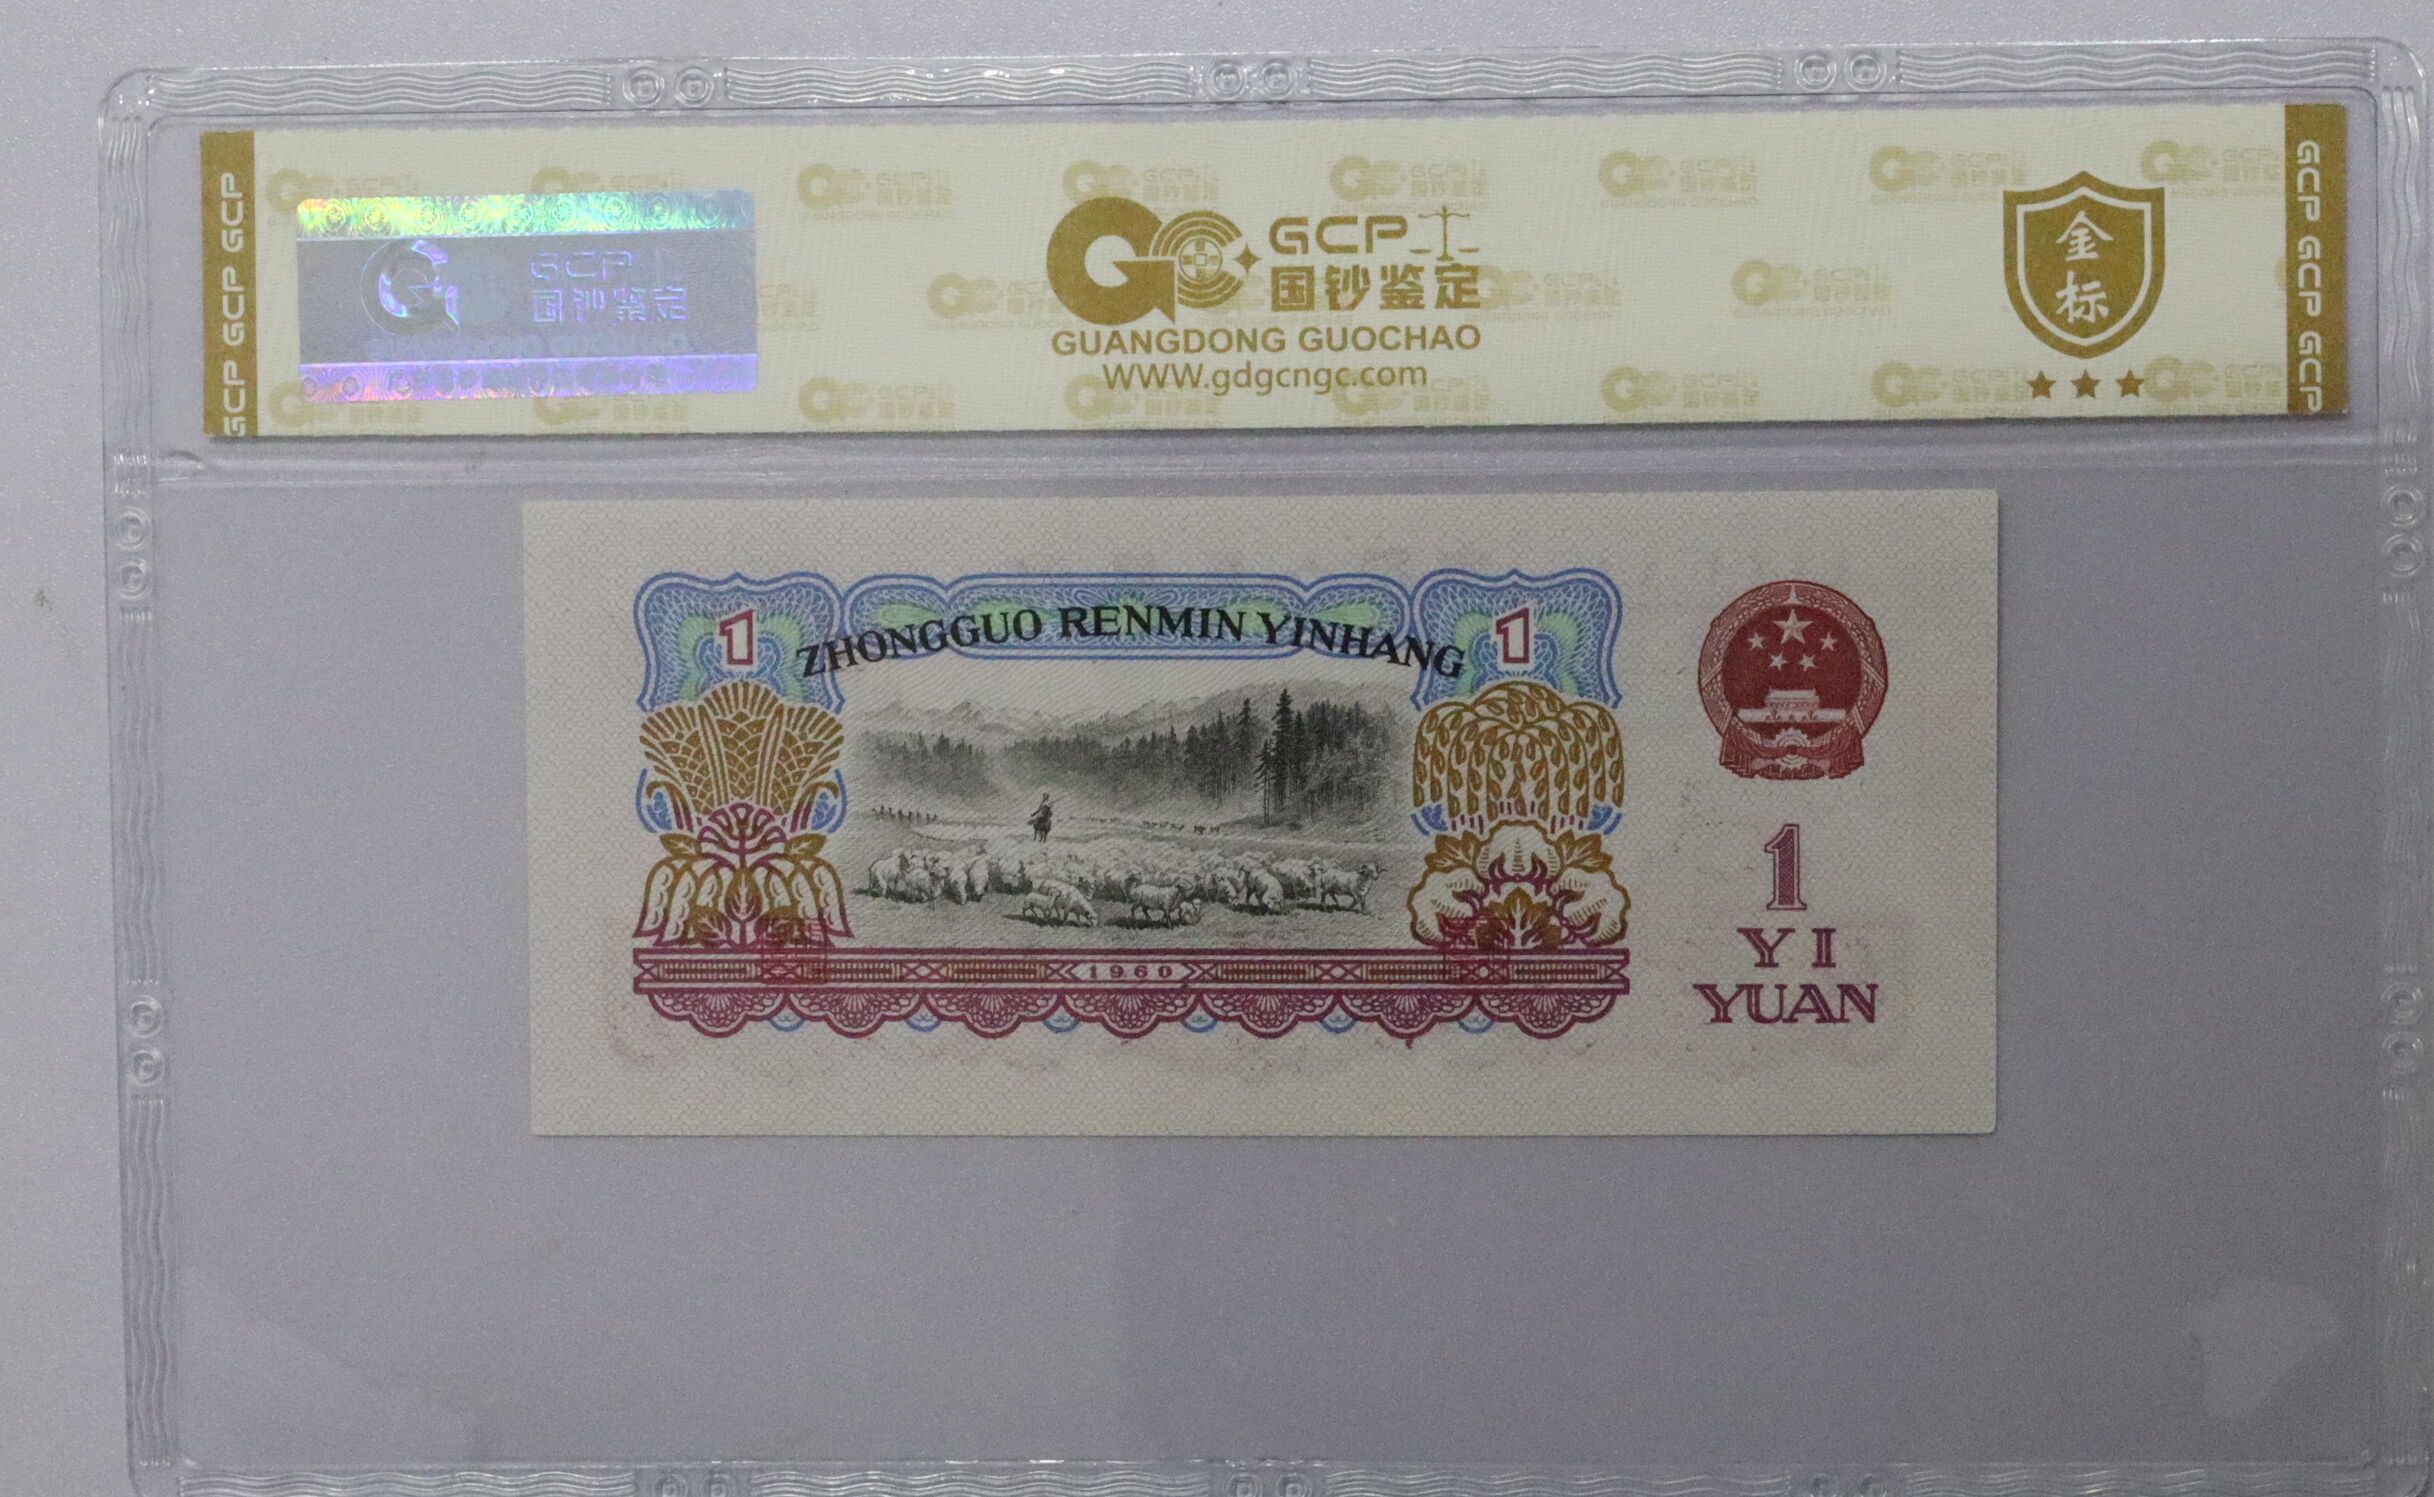 GCP GCP GCP
GCP
国钞鉴定
GCP
国钞鉴定
GUANGDONG GUOCHAO
WWW.gdgcngc.com
金
标
GCP GCP GCP
1
ZHONGGUO RENMIN YINHANG
1
1960
1
YI
YUAN